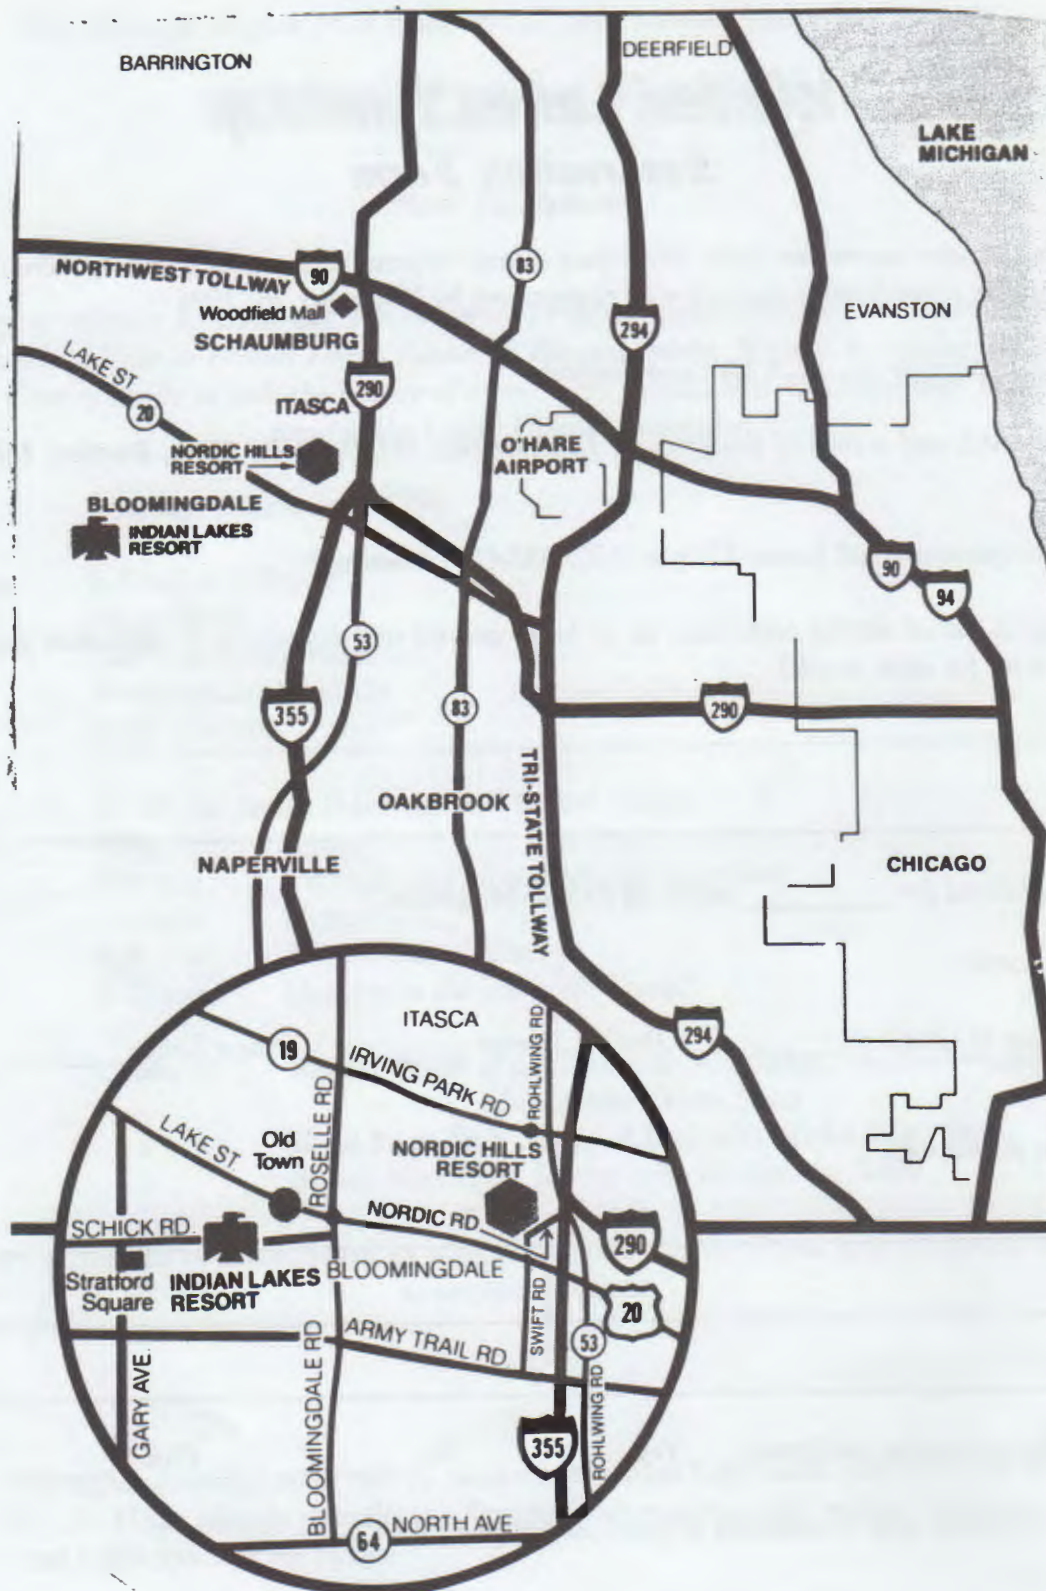 BARRINGTON
DEERFIELD
LAKE
MICHIGAN
83
NORTHWEST TOLLWAY
90
Woodfield Mall
SCHAUMBURG
294
EVANSTON
LAKE ST.
20
290
ITASCA
NORDIC HILLS
RESORT
O'HARE
AIRPORT
BLOOMINGDALE
INDIAN LAKES
RESORT
90
94
53
355
83
290
TRI-STATE TOLLWAY
OAKBROOK
NAPERVILLE
CHICAGO
294
ITASCA
19
IRVING PARK RD
ROHLWING RD
ROSELLE RD
LAKE ST.
Old
Town
NORDIC HILLS
RESORT
NORDIC RD.
SCHICK RD.
290
BLOOMINGDALE
Stratford
Square
INDIAN LAKES
RESORT
SWIFT RD
20
ARMY TRAIL RD.
53
GARY AVE.
BLOOMINGDALE RD
ROHLWING RD
355
NORTH AVE.
64